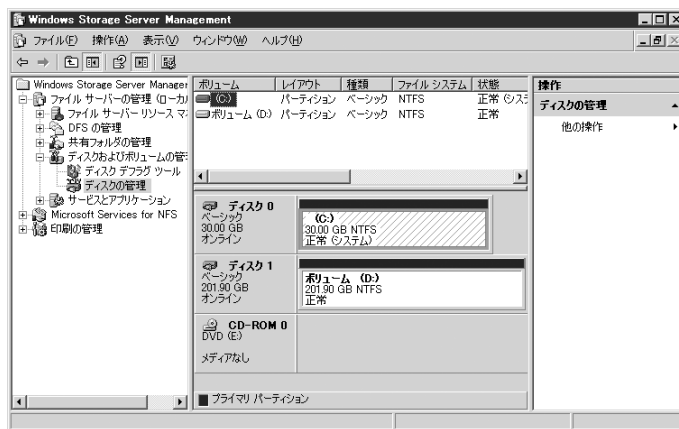 Windows Storage Server Management
ファイル(F) 操作(A) 表示(V) ウィンドウ(W) ヘルプ(H)
Windows Storage Server Manager
ファイル サーバーの管理 (ローカル
ファイル サーバー リソース マ
DFS の管理
共有フォルダの管理
ディスクおよびボリュームの管
ディスク デフラグ ツール
ディスクの管理
サービスとアプリケーション
Microsoft Services for NFS
印刷の管理
ボリューム レイアウト 種類 ファイル システム 状態
(C:) パーティション ベーシック NTFS 正常 (シス
ボリューム (D:) パーティション ベーシック NTFS 正常
ディスク 0
ベーシック
30.00 GB
オンライン
(C:)
30.00 GB NTFS
正常 (システム)
ディスク 1
ベーシック
201.90 GB
オンライン
ボリューム (D:)
201.90 GB NTFS
正常
CD-ROM 0
DVD (E:)
メディアなし
プライマリ パーティション
操作
ディスクの管理
他の操作